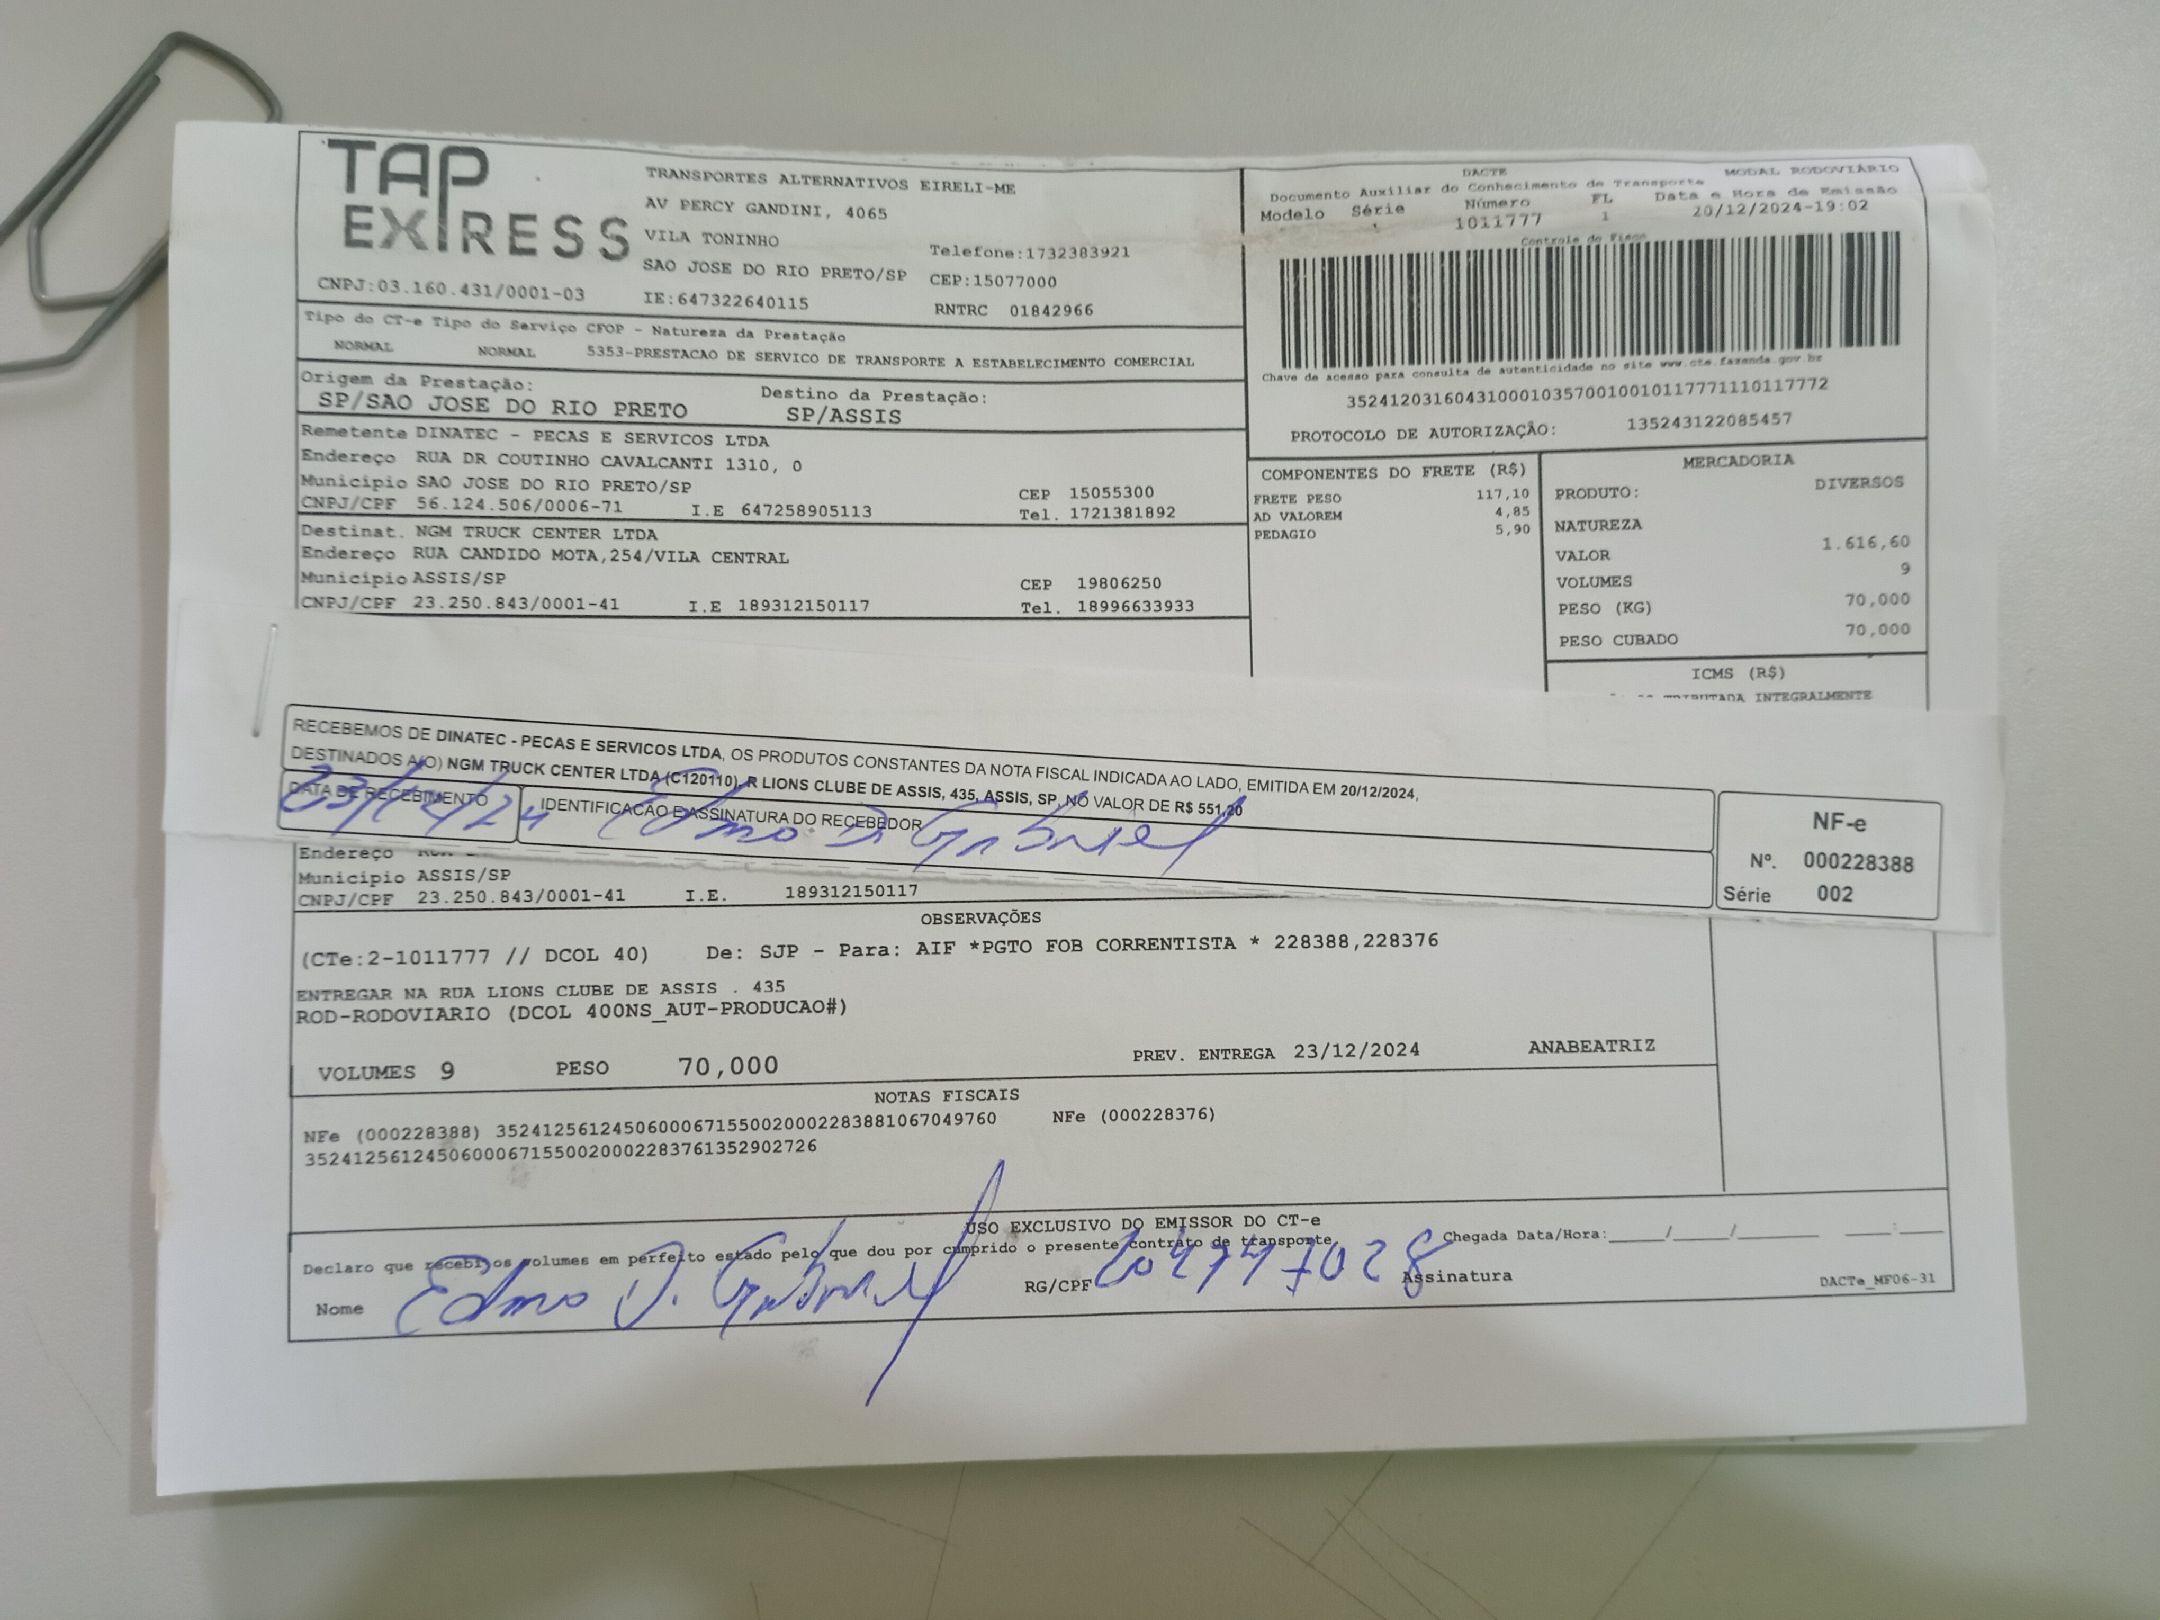 TAP
EXPRESS
CNPJ:03.160.431/0001-03
TRANSPORTES ALTERNATIVOS EIRELI-ME
AV PERCY GANDINI, 4065
VILA TONINHO
SAO JOSE DO RIO PRETO/SP
IE:647322640115
Telefone:1732383921
CEP:15077000
RNTRC 01842966
DACTE MODAL RODOVIÁRIO
Documento Auxiliar do Conhecimento de Transporte
Modelo Série Número FL Data e Hora de Emissão
1011777 1 20/12/2024-19:02
Controle do Fisco
Chave de acesso para consulta de autenticidade no site www.cte.fazenda.gov.br
35241203160431000103570010010117771110117772
PROTOCOLO DE AUTORIZAÇÃO: 135243122085457
Tipo do CT-e Tipo do Serviço CFOP - Natureza da Prestação
NORMAL NORMAL 5353-PRESTACAO DE SERVICO DE TRANSPORTE A ESTABELECIMENTO COMERCIAL
Origem da Prestação: Destino da Prestação:
SP/SAO JOSE DO RIO PRETO SP/ASSIS
Remetente DINATEC - PECAS E SERVICOS LTDA
Endereço RUA DR COUTINHO CAVALCANTI 1310, 0
Municipio SAO JOSE DO RIO PRETO/SP CEP 15055300
CNPJ/CPF 56.124.506/0006-71 I.E 647258905113 Tel. 1721381892
Destinat. NGM TRUCK CENTER LTDA
Endereço RUA CANDIDO MOTA,254/VILA CENTRAL
Município ASSIS/SP CEP 19806250
CNPJ/CPF 23.250.843/0001-41 I.E 189312150117 Tel. 18996633933
COMPONENTES DO FRETE (R$)
FRETE PESO 117,10
AD VALOREM 4,85
PEDAGIO 5,90
MERCADORIA
PRODUTO: DIVERSOS
NATUREZA
VALOR 1.616,60
VOLUMES 9
PESO (KG) 70,000
PESO CUBADO 70,000
ICMS (R$)
INTEGRALMENTE
RECEBEMOS DE DINATEC - PECAS E SERVICOS LTDA, OS PRODUTOS CONSTANTES DA NOTA FISCAL INDICADA AO LADO, EMITIDA EM 20/12/2024,
DESTINADOS A(O) NGM TRUCK CENTER LTDA (C120110), R LIONS CLUBE DE ASSIS, 435, ASSIS, SP, NO VALOR DE R$ 551,20
DATA DE RECEBIMENTO IDENTIFICACAO E ASSINATURA DO RECEBEDOR
23/12/24
NF-e
Nº. 000228388
Série 002
Endereço
Município ASSIS/SP
CNPJ/CPF 23.250.843/0001-41 I.E. 189312150117
OBSERVAÇÕES
(CTe:2-1011777 // DCOL 40) De: SJP - Para: AIF *PGTO FOB CORRENTISTA * 228388,228376
ENTREGAR NA RUA LIONS CLUBE DE ASSIS . 435
ROD-RODOVIARIO (DCOL 400NS_AUT-PRODUCAO#)
VOLUMES 9 PESO 70,000 PREV. ENTREGA 23/12/2024 ANABEATRIZ
NOTAS FISCAIS
NFe (000228388) 35241256124506000671550020002283881067049760 NFe (000228376)
35241256124506000671550020002283761352902726
USO EXCLUSIVO DO EMISSOR DO CT-e
Declaro que recebi os volumes em perfeito estado pelo que dou por cumprido o presente contrato de transporte. Chegada Data/Hora:_____/_____/_______ ____:____
Nome RG/CPF Assinatura DACTe_MF06-31